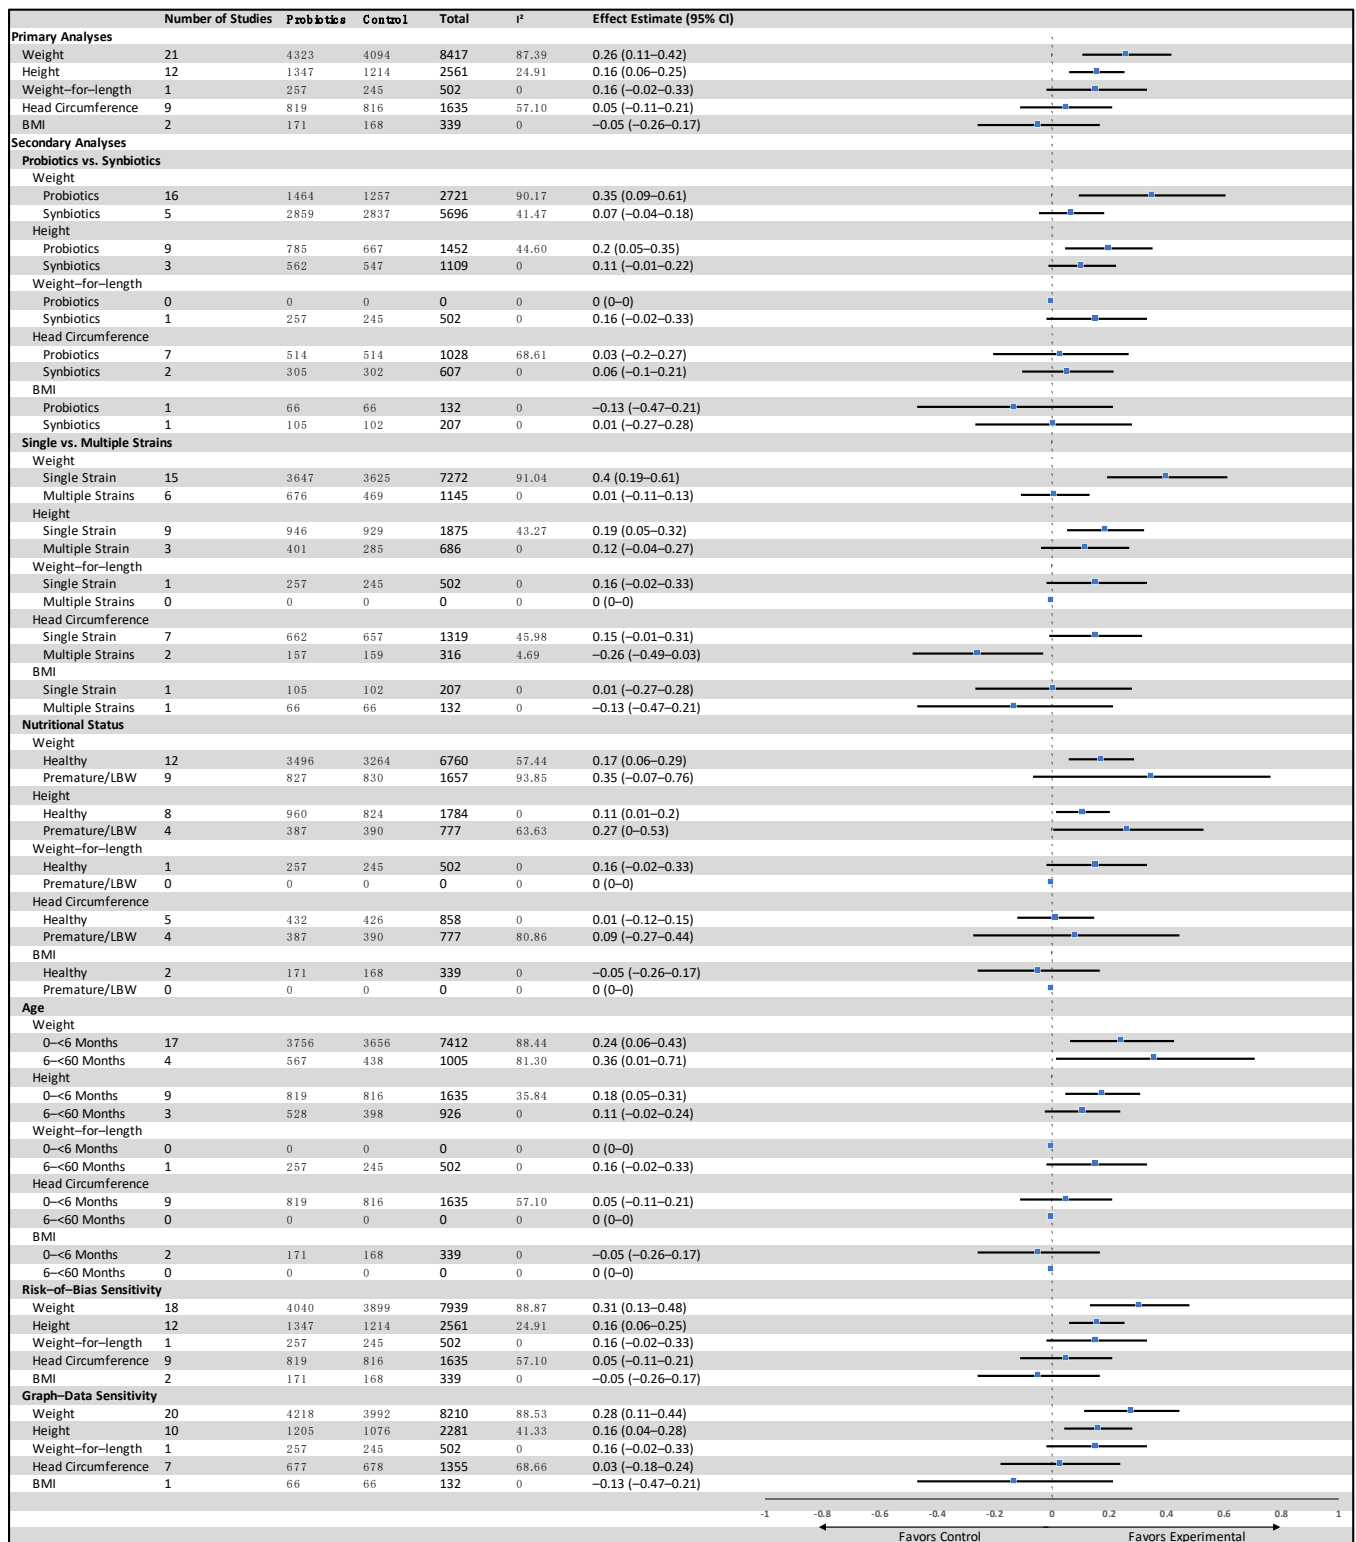 Number of Studies Probiotics Control Total I² Effect Estimate (95% CI)
Primary Analyses
Weight 21 4323 4094 8417 87.39 0.26 (0.11–0.42)
Height 12 1347 1214 2561 24.91 0.16 (0.06–0.25)
Weight–for–length 1 257 245 502 0 0.16 (–0.02–0.33)
Head Circumference 9 819 816 1635 57.10 0.05 (–0.11–0.21)
BMI 2 171 168 339 0 –0.05 (–0.26–0.17)
Secondary Analyses
Probiotics vs. Synbiotics
Weight
Probiotics 16 1464 1257 2721 90.17 0.35 (0.09–0.61)
Synbiotics 5 2859 2837 5696 41.47 0.07 (–0.04–0.18)
Height
Probiotics 9 785 667 1452 44.60 0.2 (0.05–0.35)
Synbiotics 3 562 547 1109 0 0.11 (–0.01–0.22)
Weight–for–length
Probiotics 0 0 0 0 0 0 (0–0)
Synbiotics 1 257 245 502 0 0.16 (–0.02–0.33)
Head Circumference
Probiotics 7 514 514 1028 68.61 0.03 (–0.2–0.27)
Synbiotics 2 305 302 607 0 0.06 (–0.1–0.21)
BMI
Probiotics 1 66 66 132 0 –0.13 (–0.47–0.21)
Synbiotics 1 105 102 207 0 0.01 (–0.27–0.28)
Single vs. Multiple Strains
Weight
Single Strain 15 3647 3625 7272 91.04 0.4 (0.19–0.61)
Multiple Strains 6 676 469 1145 0 0.01 (–0.11–0.13)
Height
Single Strain 9 946 929 1875 43.27 0.19 (0.05–0.32)
Multiple Strain 3 401 285 686 0 0.12 (–0.04–0.27)
Weight–for–length
Single Strain 1 257 245 502 0 0.16 (–0.02–0.33)
Multiple Strains 0 0 0 0 0 0 (0–0)
Head Circumference
Single Strain 7 662 657 1319 45.98 0.15 (–0.01–0.31)
Multiple Strains 2 157 159 316 4.69 –0.26 (–0.49–0.03)
BMI
Single Strain 1 105 102 207 0 0.01 (–0.27–0.28)
Multiple Strains 1 66 66 132 0 –0.13 (–0.47–0.21)
Nutritional Status
Weight
Healthy 12 3496 3264 6760 57.44 0.17 (0.06–0.29)
Premature/LBW 9 827 830 1657 93.85 0.35 (–0.07–0.76)
Height
Healthy 8 960 824 1784 0 0.11 (0.01–0.2)
Premature/LBW 4 387 390 777 63.63 0.27 (0–0.53)
Weight–for–length
Healthy 1 257 245 502 0 0.16 (–0.02–0.33)
Premature/LBW 0 0 0 0 0 0 (0–0)
Head Circumference
Healthy 5 432 426 858 0 0.01 (–0.12–0.15)
Premature/LBW 4 387 390 777 80.86 0.09 (–0.27–0.44)
BMI
Healthy 2 171 168 339 0 –0.05 (–0.26–0.17)
Premature/LBW 0 0 0 0 0 0 (0–0)
Age
Weight
0–<6 Months 17 3756 3656 7412 88.44 0.24 (0.06–0.43)
6–<60 Months 4 567 438 1005 81.30 0.36 (0.01–0.71)
Height
0–<6 Months 9 819 816 1635 35.84 0.18 (0.05–0.31)
6–<60 Months 3 528 398 926 0 0.11 (–0.02–0.24)
Weight–for–length
0–<6 Months 0 0 0 0 0 0 (0–0)
6–<60 Months 1 257 245 502 0 0.16 (–0.02–0.33)
Head Circumference
0–<6 Months 9 819 816 1635 57.10 0.05 (–0.11–0.21)
6–<60 Months 0 0 0 0 0 0 (0–0)
BMI
0–<6 Months 2 171 168 339 0 –0.05 (–0.26–0.17)
6–<60 Months 0 0 0 0 0 0 (0–0)
Risk–of–Bias Sensitivity
Weight 18 4040 3899 7939 88.87 0.31 (0.13–0.48)
Height 12 1347 1214 2561 24.91 0.16 (0.06–0.25)
Weight–for–length 1 257 245 502 0 0.16 (–0.02–0.33)
Head Circumference 9 819 816 1635 57.10 0.05 (–0.11–0.21)
BMI 2 171 168 339 0 –0.05 (–0.26–0.17)
Graph–Data Sensitivity
Weight 20 4218 3992 8210 88.53 0.28 (0.11–0.44)
Height 10 1205 1076 2281 41.33 0.16 (0.04–0.28)
Weight–for–length 1 257 245 502 0 0.16 (–0.02–0.33)
Head Circumference 7 677 678 1355 68.66 0.03 (–0.18–0.24)
BMI 1 66 66 132 0 –0.13 (–0.47–0.21)
-1 -0.8 -0.6 -0.4 -0.2 0 0.2 0.4 0.6 0.8 1
Favors Control Favors Experimental